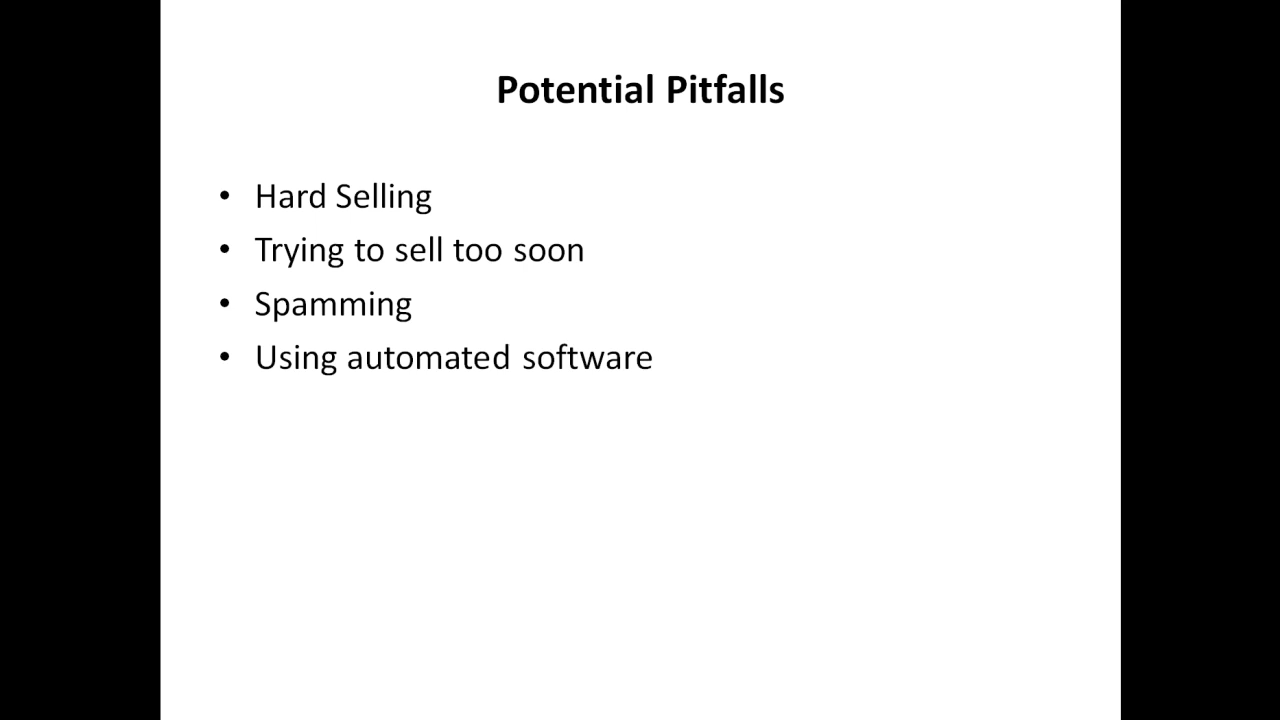 Potential Pitfalls
• Hard Selling
• Trying to sell too soon
• Spamming
• Using automated software